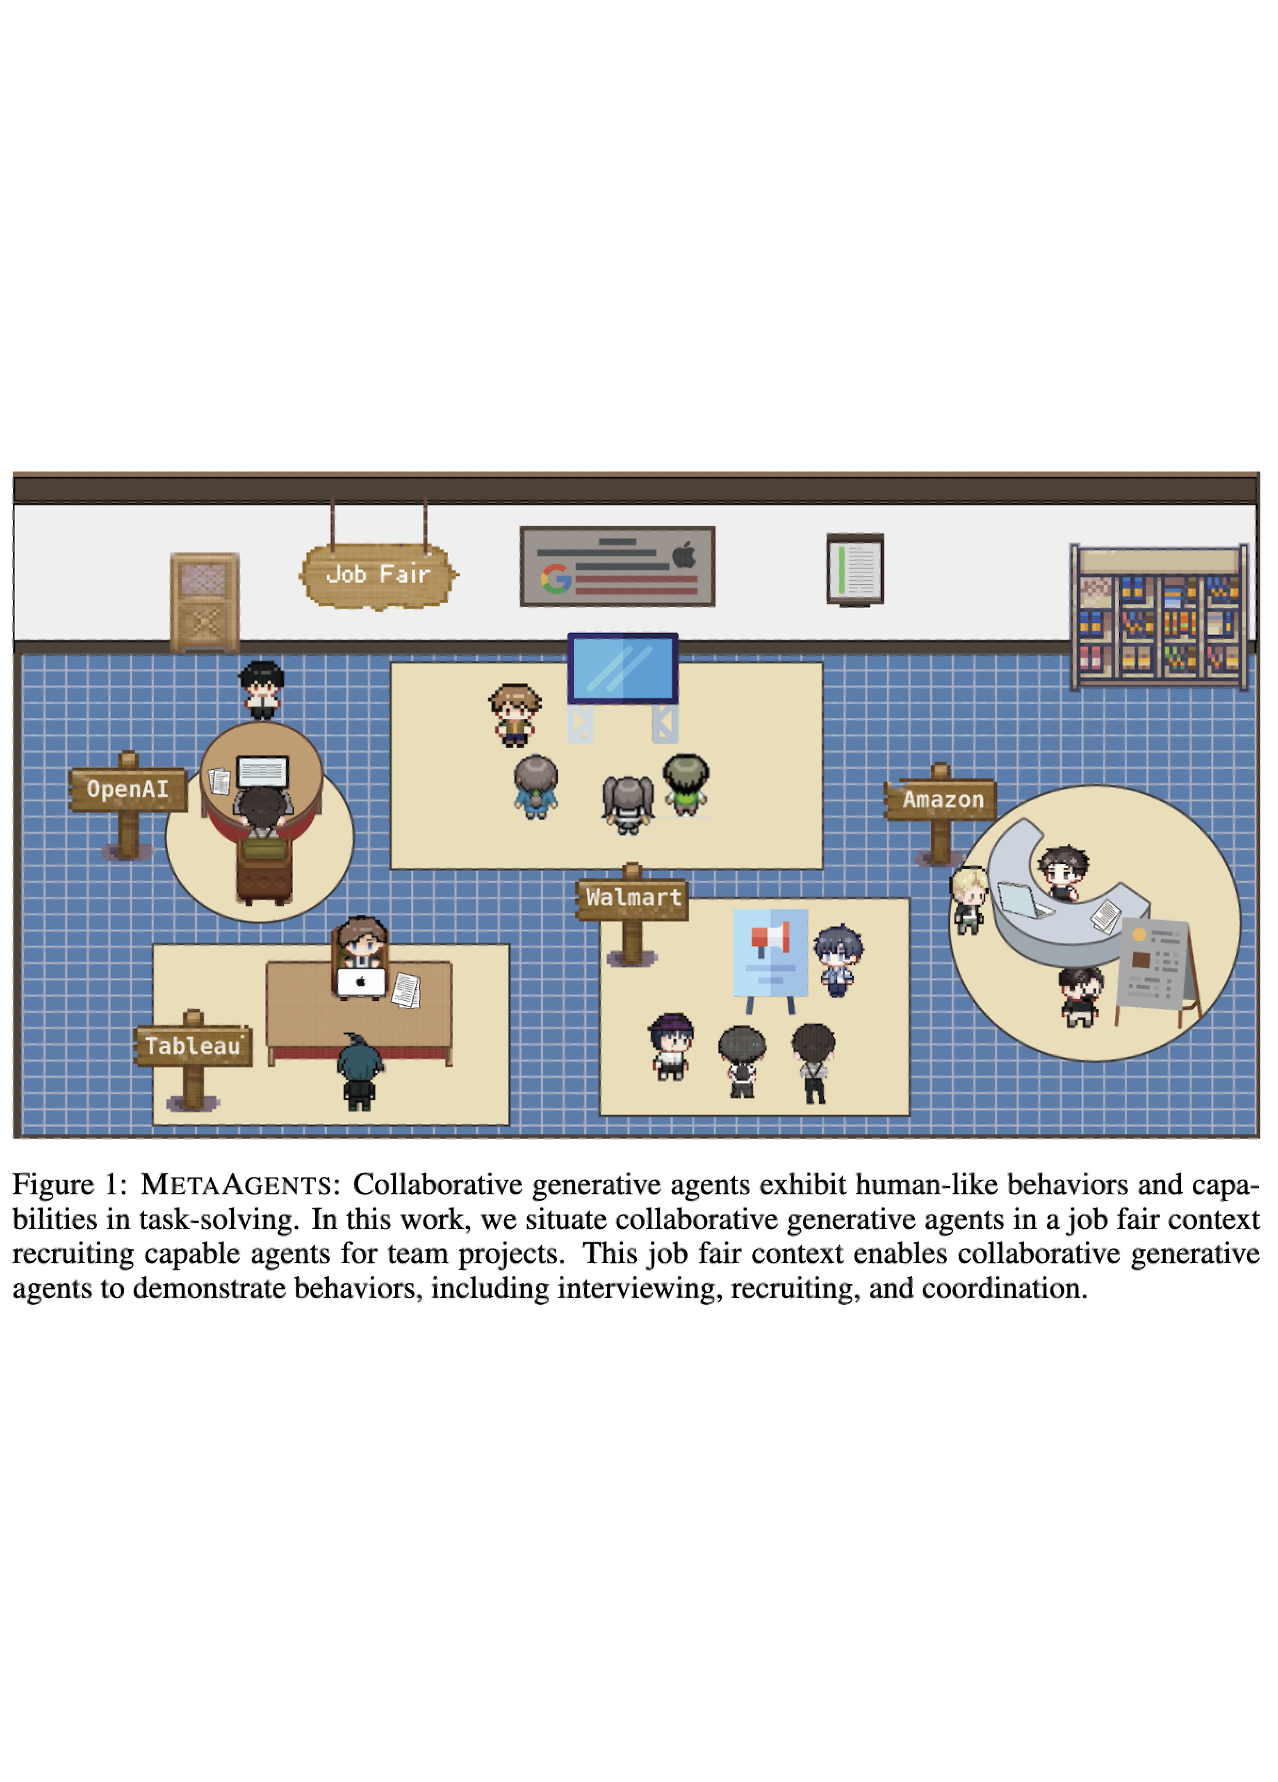 Job Fair
OpenAI
Amazon
Walmart
Tableau
Figure 1: METAAGENTS: Collaborative generative agents exhibit human-like behaviors and capa-
bilities in task-solving. In this work, we situate collaborative generative agents in a job fair context
recruiting capable agents for team projects. This job fair context enables collaborative generative
agents to demonstrate behaviors, including interviewing, recruiting, and coordination.